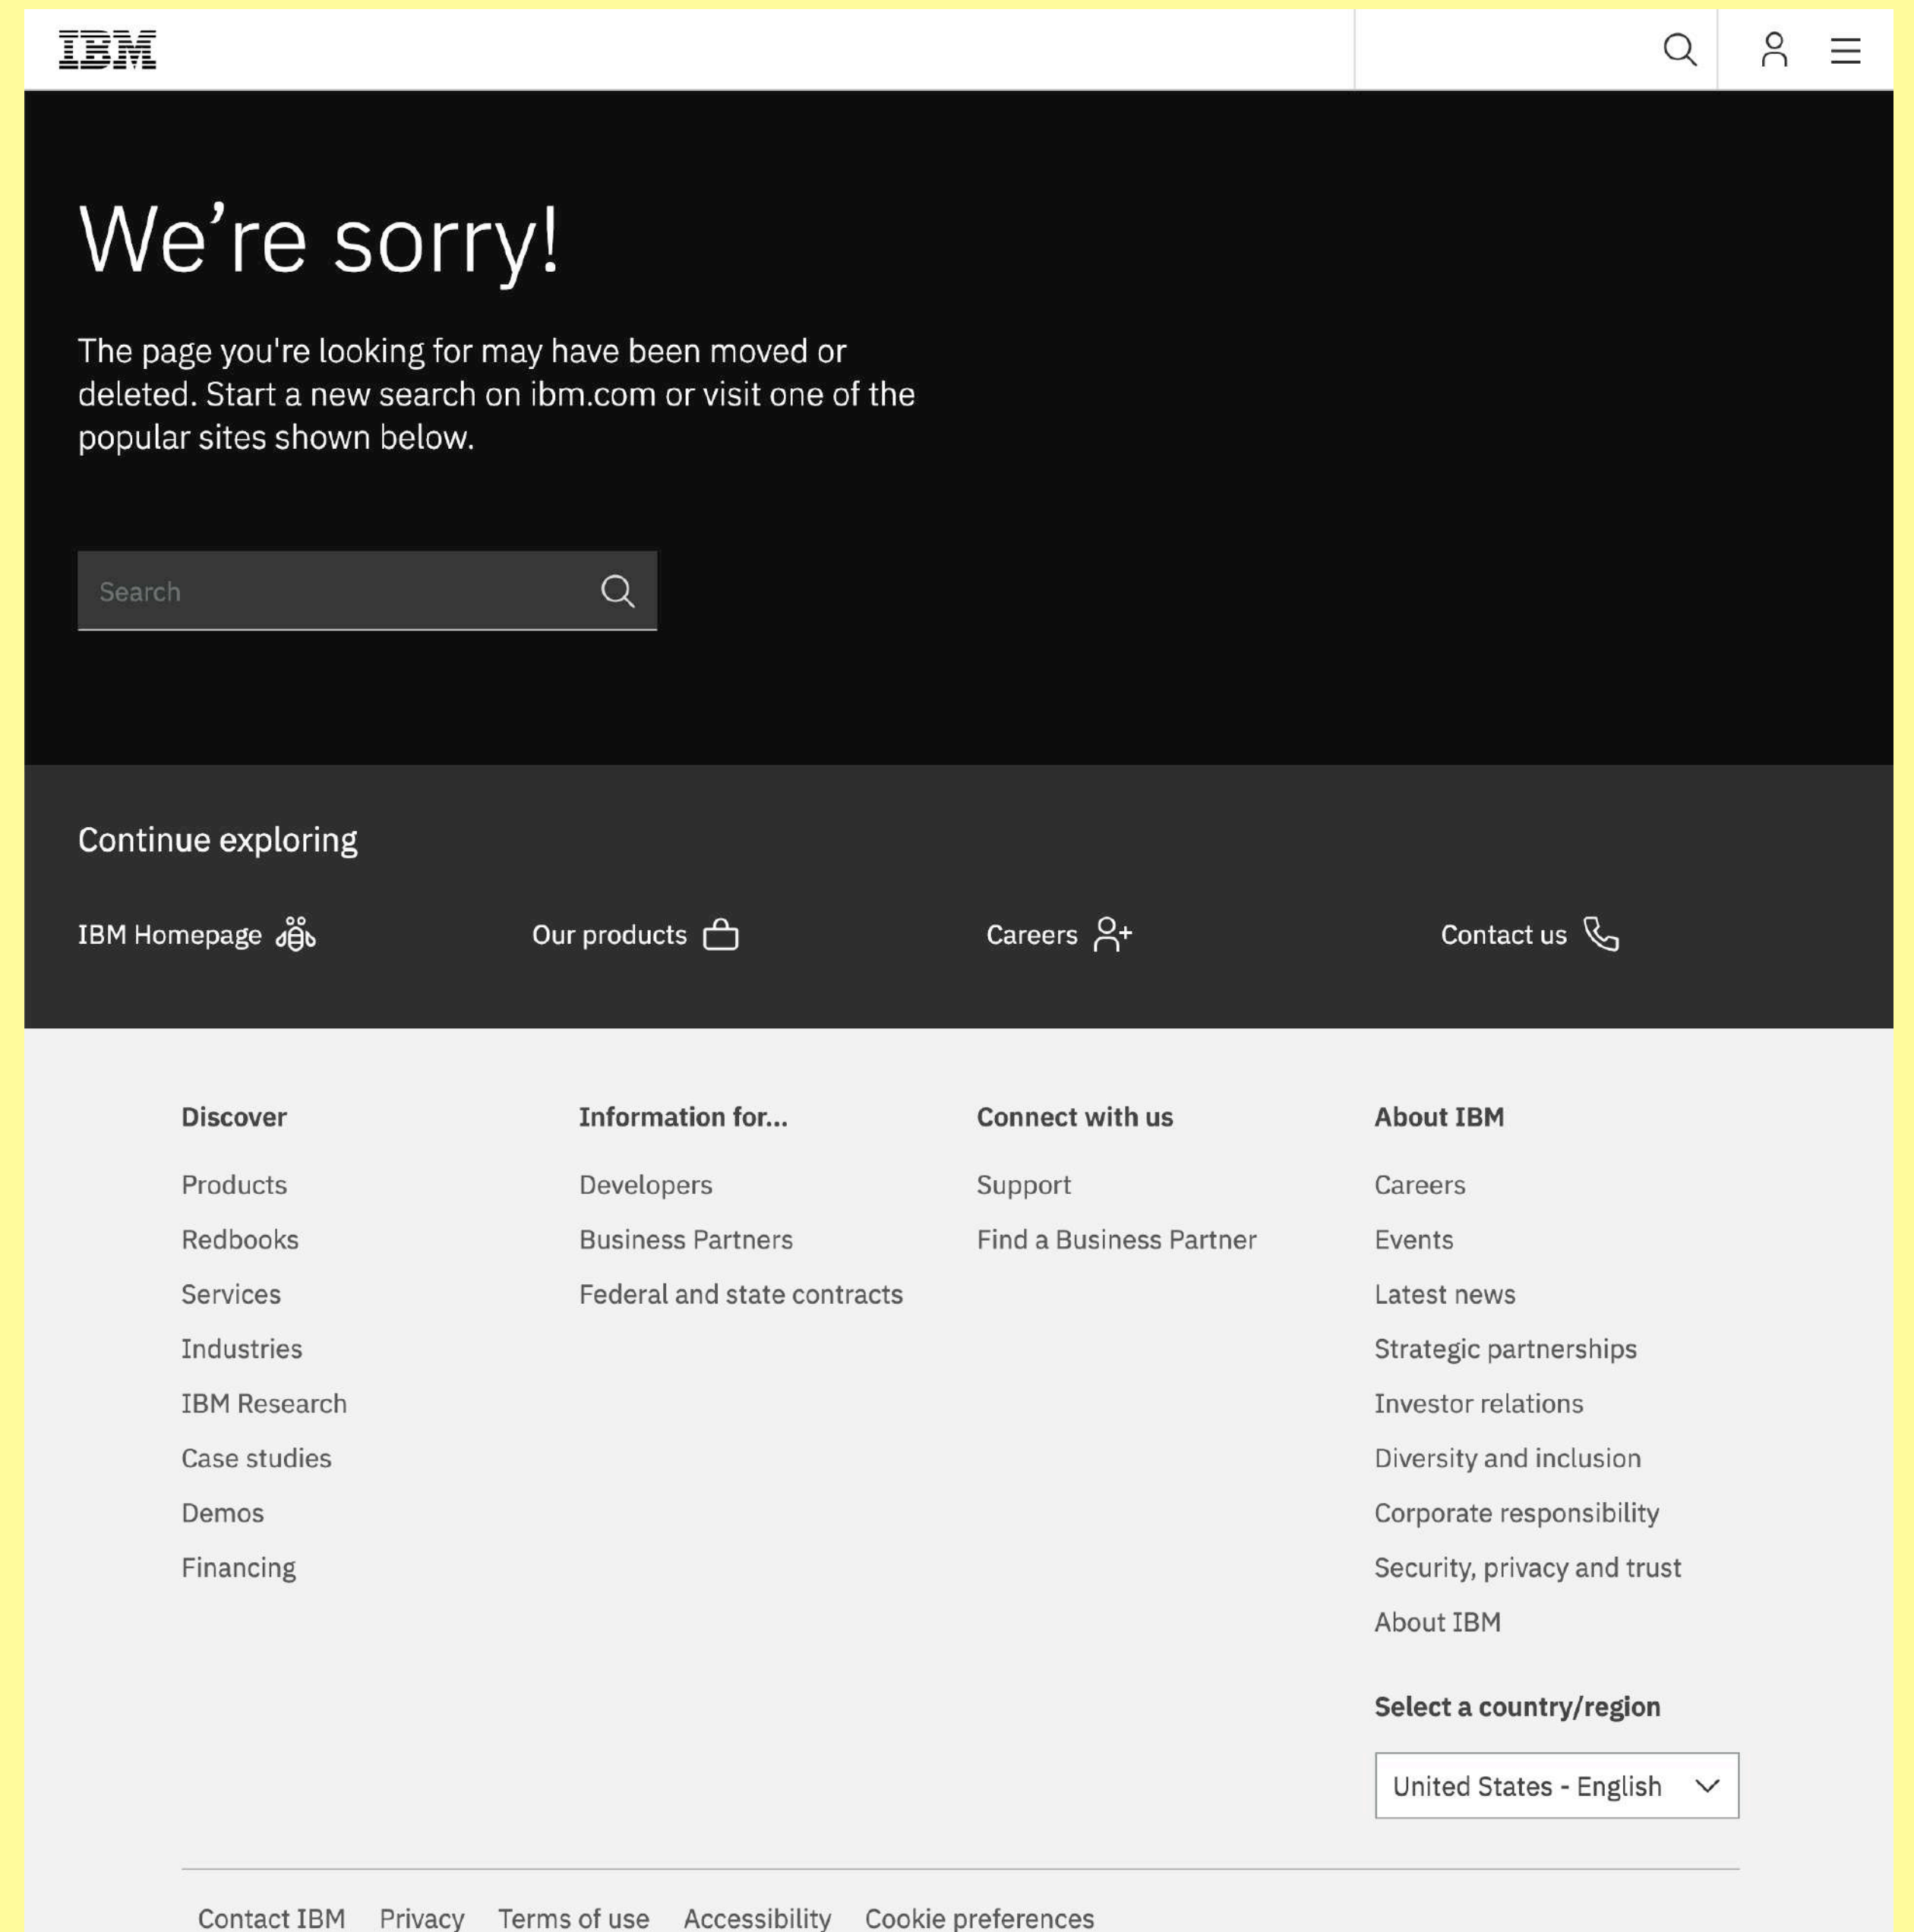 IBM
We’re sorry!
The page you're looking for may have been moved or
deleted. Start a new search on ibm.com or visit one of the
popular sites shown below.
Search
Continue exploring
IBM Homepage
Our products
Careers
Contact us
Discover
Products
Redbooks
Services
Industries
IBM Research
Case studies
Demos
Financing
Information for...
Developers
Business Partners
Federal and state contracts
Connect with us
Support
Find a Business Partner
About IBM
Careers
Events
Latest news
Strategic partnerships
Investor relations
Diversity and inclusion
Corporate responsibility
Security, privacy and trust
About IBM
Select a country/region
United States - English
Contact IBM Privacy Terms of use Accessibility Cookie preferences